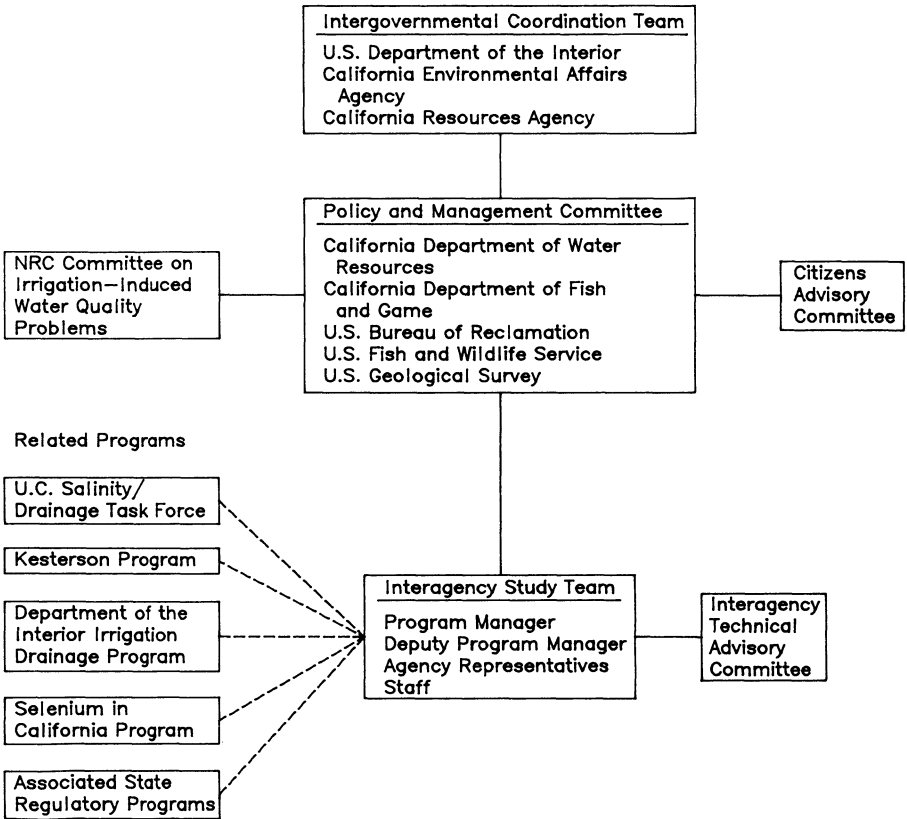 Intergovernmental Coordination Team
U.S. Department of the Interior
California Environmental Affairs
Agency
California Resources Agency
Policy and Management Committee
California Department of Water
Resources
California Department of Fish
and Game
U.S. Bureau of Reclamation
U.S. Fish and Wildlife Service
U.S. Geological Survey
NRC Committee on
Irrigation-Induced
Water Quality
Problems
Citizens
Advisory
Committee
Related Programs
U.C. Salinity/
Drainage Task Force
Kesterson Program
Department of the
Interior Irrigation
Drainage Program
Selenium in
California Program
Associated State
Regulatory Programs
Interagency Study Team
Program Manager
Deputy Program Manager
Agency Representatives
Staff
Interagency
Technical
Advisory
Committee